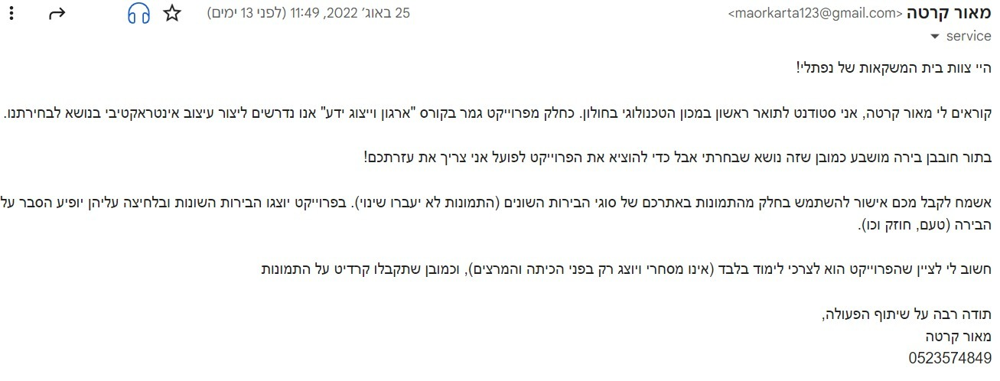 מאור קרטה <maorkarta123@gmail.com> 25 באוג׳ 2022, 11:49 (לפני 13 ימים)
service
היי צוות בית המשקאות של נפתלי!
קוראים לי מאור קרטה, אני סטודנט לתואר ראשון במכון הטכנולוגי בחולון. כחלק מפרוייקט גמר בקורס "ארגון וייצוג ידע" אנו נדרשים ליצור עיצוב אינטראקטיבי בנושא לבחירתנו.
בתור חובבן בירה מושבע כמובן שזה נושא שבחרתי אבל כדי להוציא את הפרוייקט לפועל אני צריך את עזרתכם!
אשמח לקבל מכם אישור להשתמש בחלק מהתמונות באתרכם של סוגי הבירות השונים (התמונות לא יעברו שינוי). בפרוייקט יוצגו הבירות השונות ובלחיצה עליהן יופיע הסבר על
הבירה (טעם, חוזק וכו).
חשוב לי לציין שהפרוייקט הוא לצרכי לימוד בלבד (אינו מסחרי ויוצג רק בפני הכיתה והמרצים), וכמובן שתקבלו קרדיט על התמונות
תודה רבה על שיתוף הפעולה,
מאור קרטה
0523574849